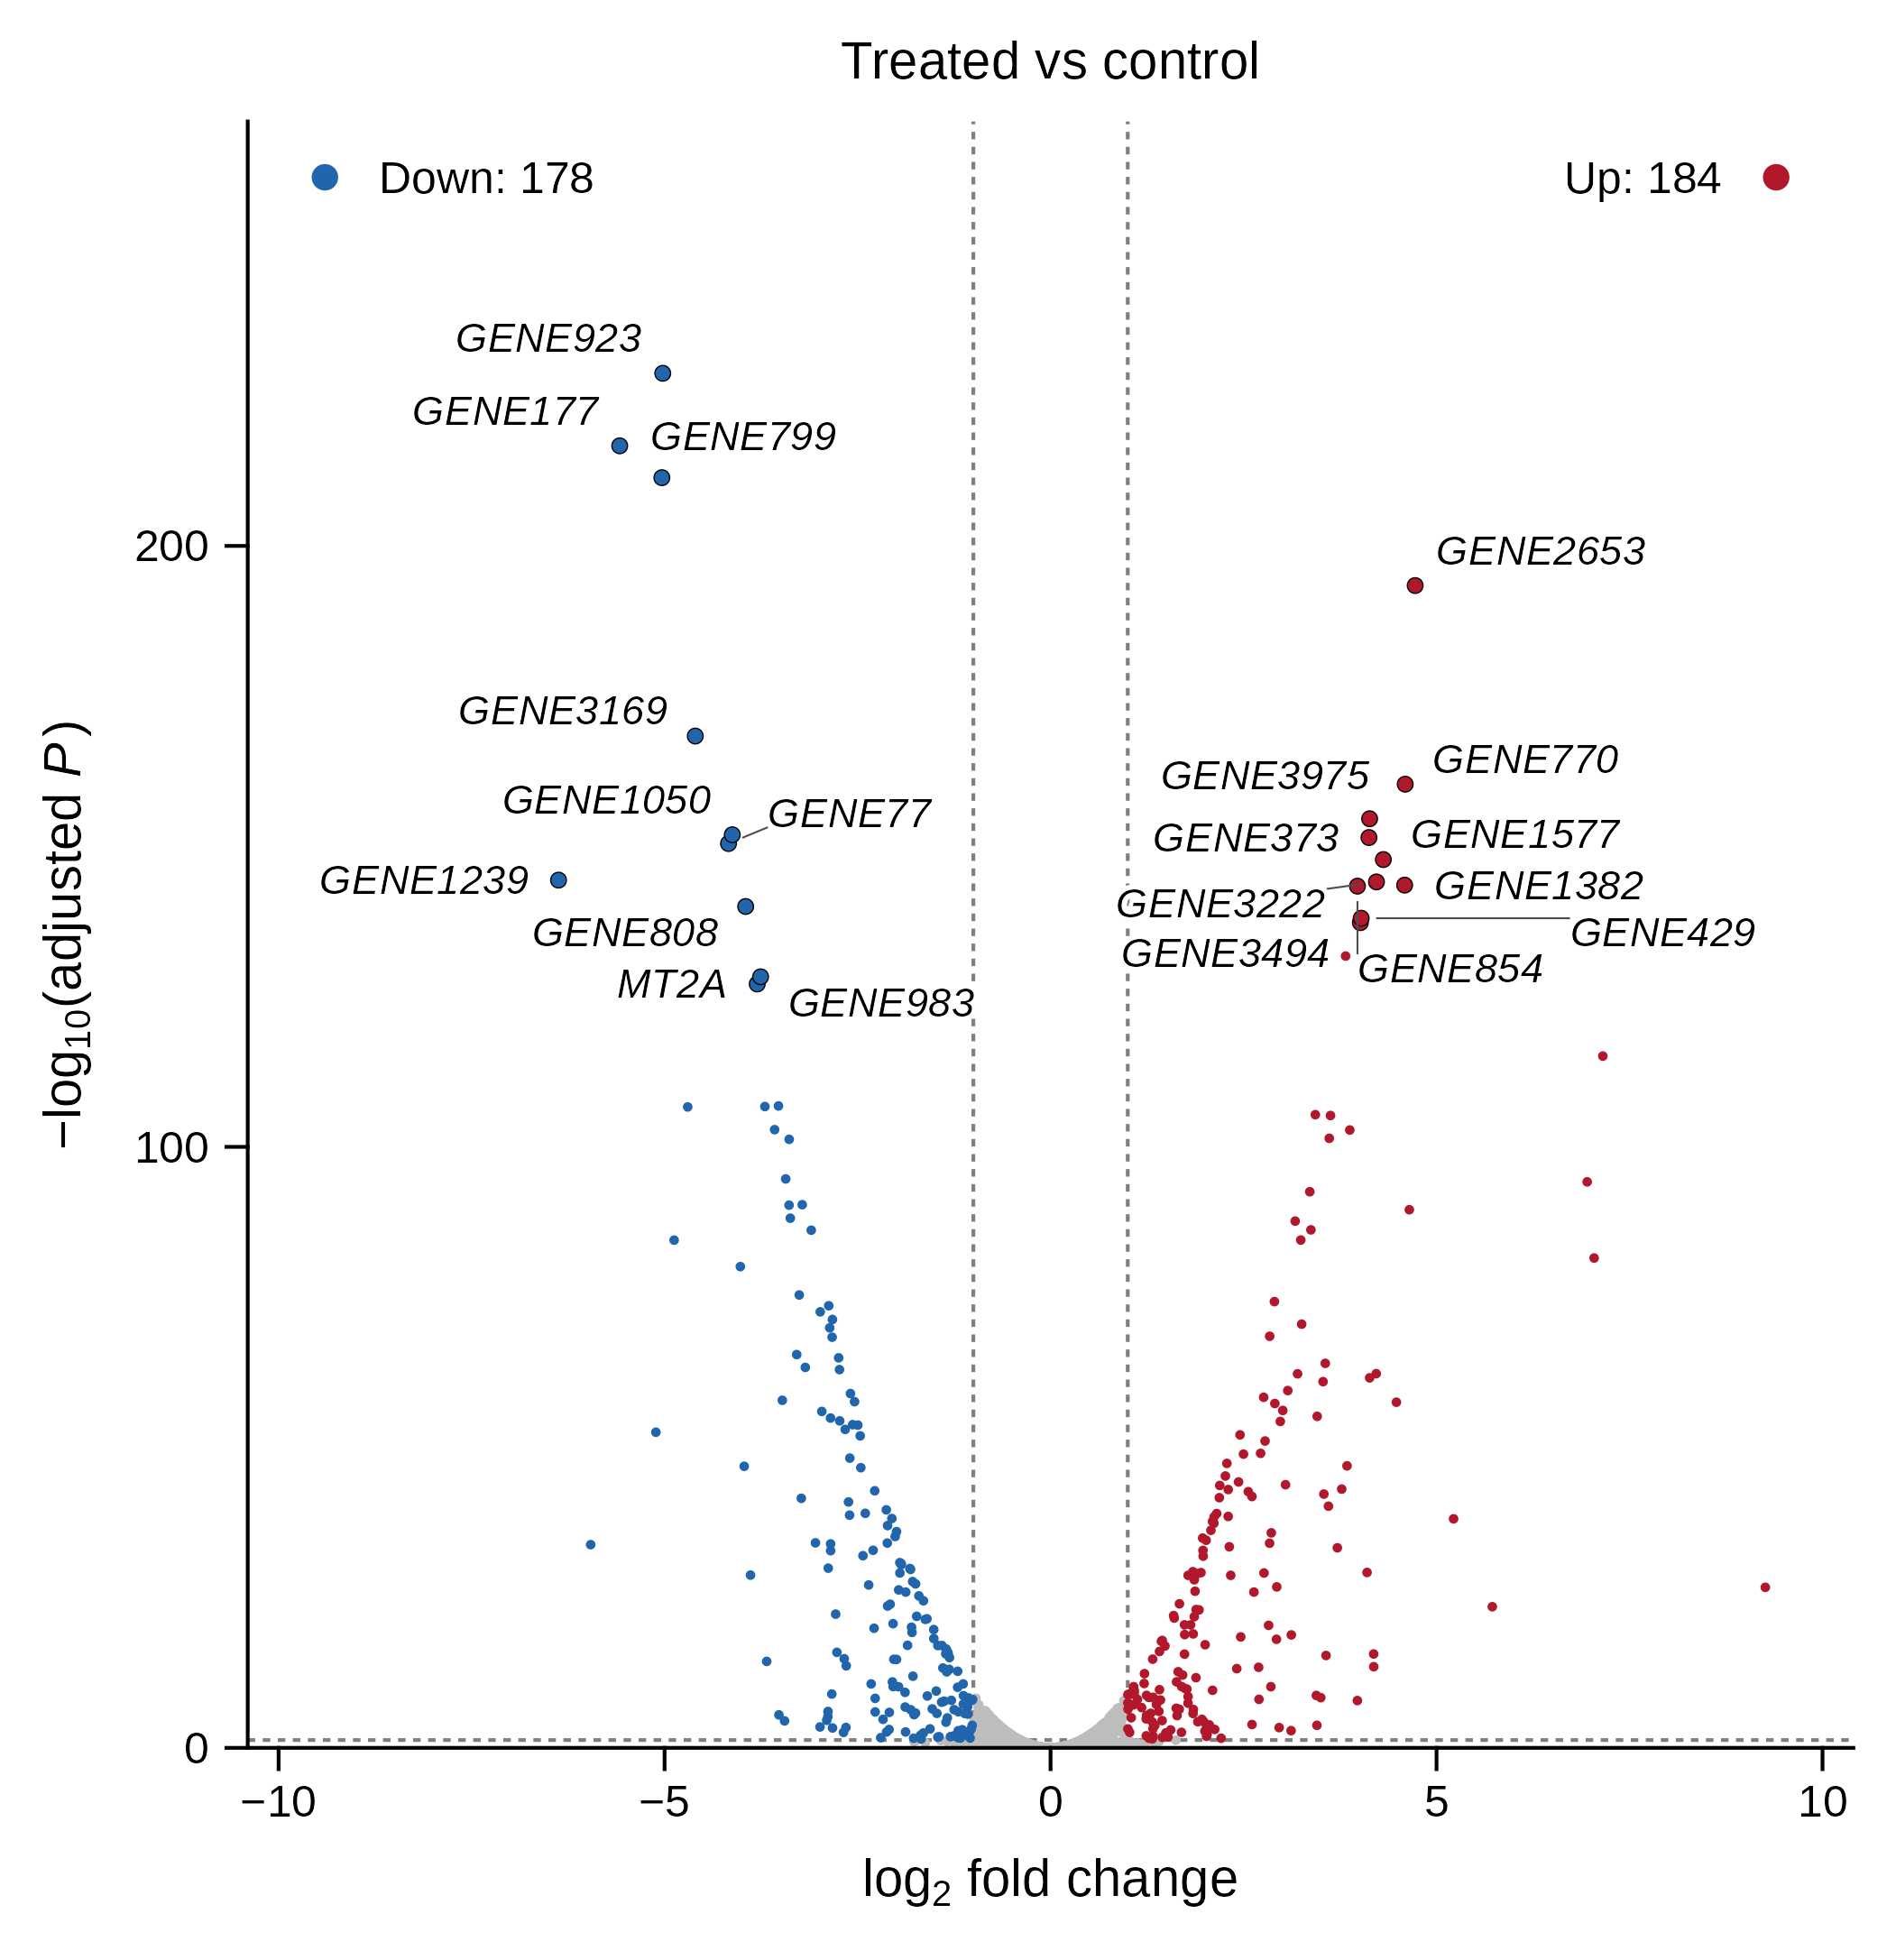 Treated vs control
Down: 178
Up: 184
GENE923
GENE177
GENE799
200
GENE2653
GENE3169
GENE770
GENE3975
GENE1050
GENE77
GENE373
GENE1577
GENE1239
GENE1382
GENE3222
GENE808
GENE429
GENE3494
GENE854
MT2A
GENE983
−log10(adjusted P)
100
0
−10
−5
0
5
10
log2 fold change